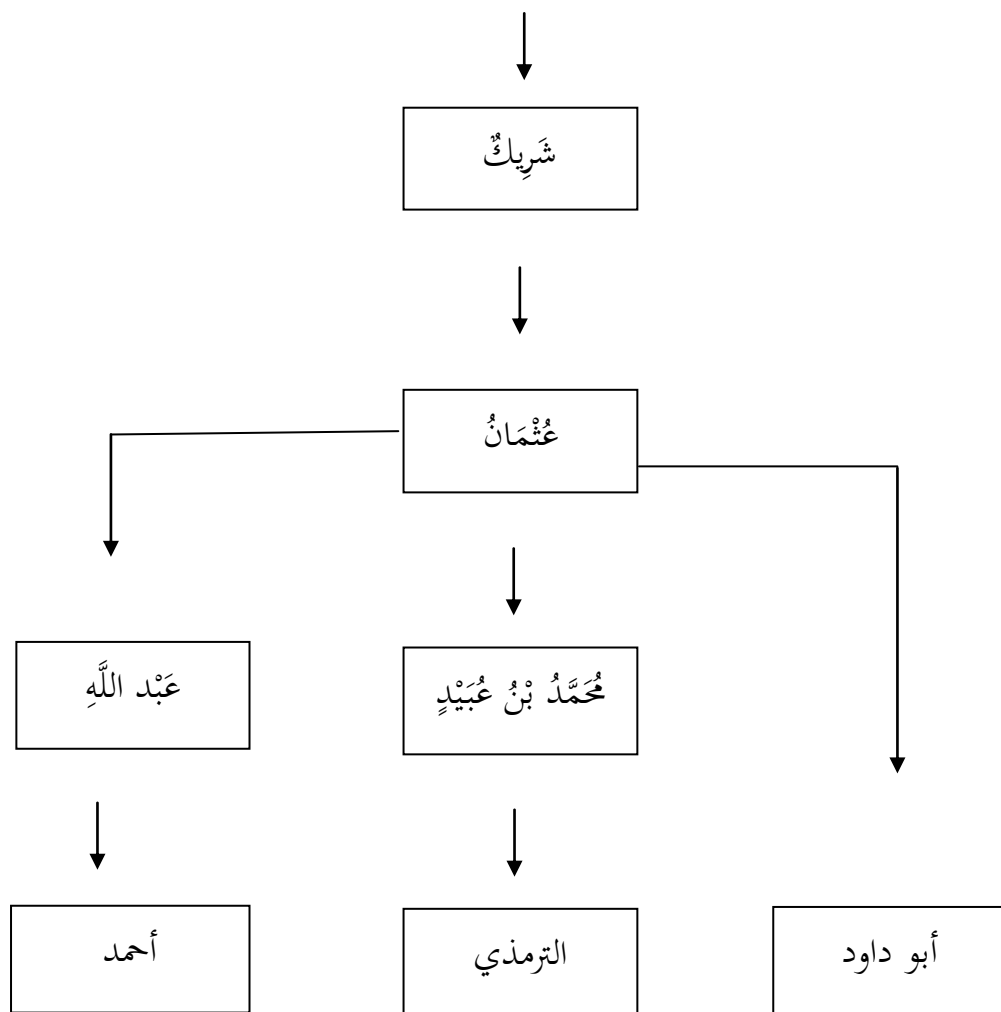 شَرِيكٌ
عُثْمَانُ
مُحَمَّدُ بْنُ عُبَيْدٍ
عَبْد اللَّهِ
أبو داود
الترمذي
أحمد